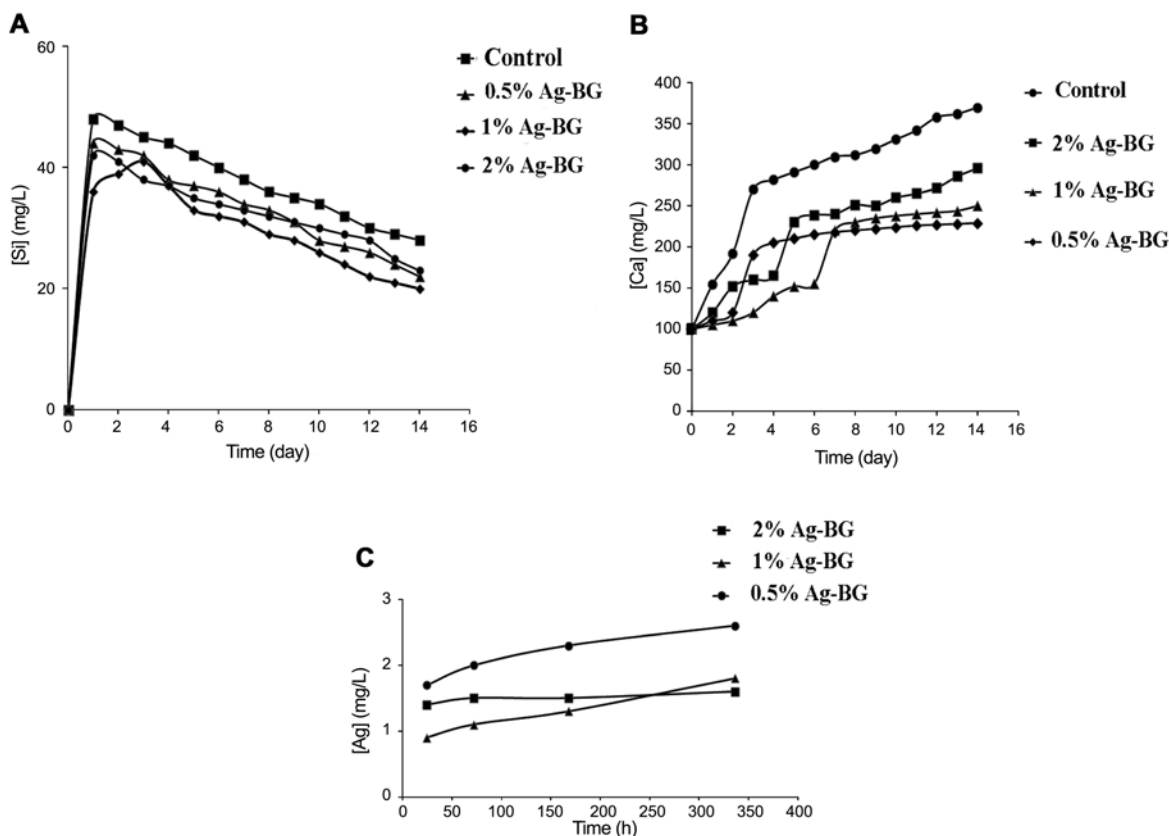 A
60
40
20
0
[Si] (mg/L)
0 2 4 6 8 10 12 14 16
Time (day)
Control
0.5% Ag-BG
1% Ag-BG
2% Ag-BG
B
400
350
300
250
200
150
100
50
0
[Ca] (mg/L)
0 2 4 6 8 10 12 14 16
Time (day)
Control
2% Ag-BG
1% Ag-BG
0.5% Ag-BG
C
3
2
1
0
[Ag] (mg/L)
0 50 100 150 200 250 300 350 400
Time (h)
2% Ag-BG
1% Ag-BG
0.5% Ag-BG